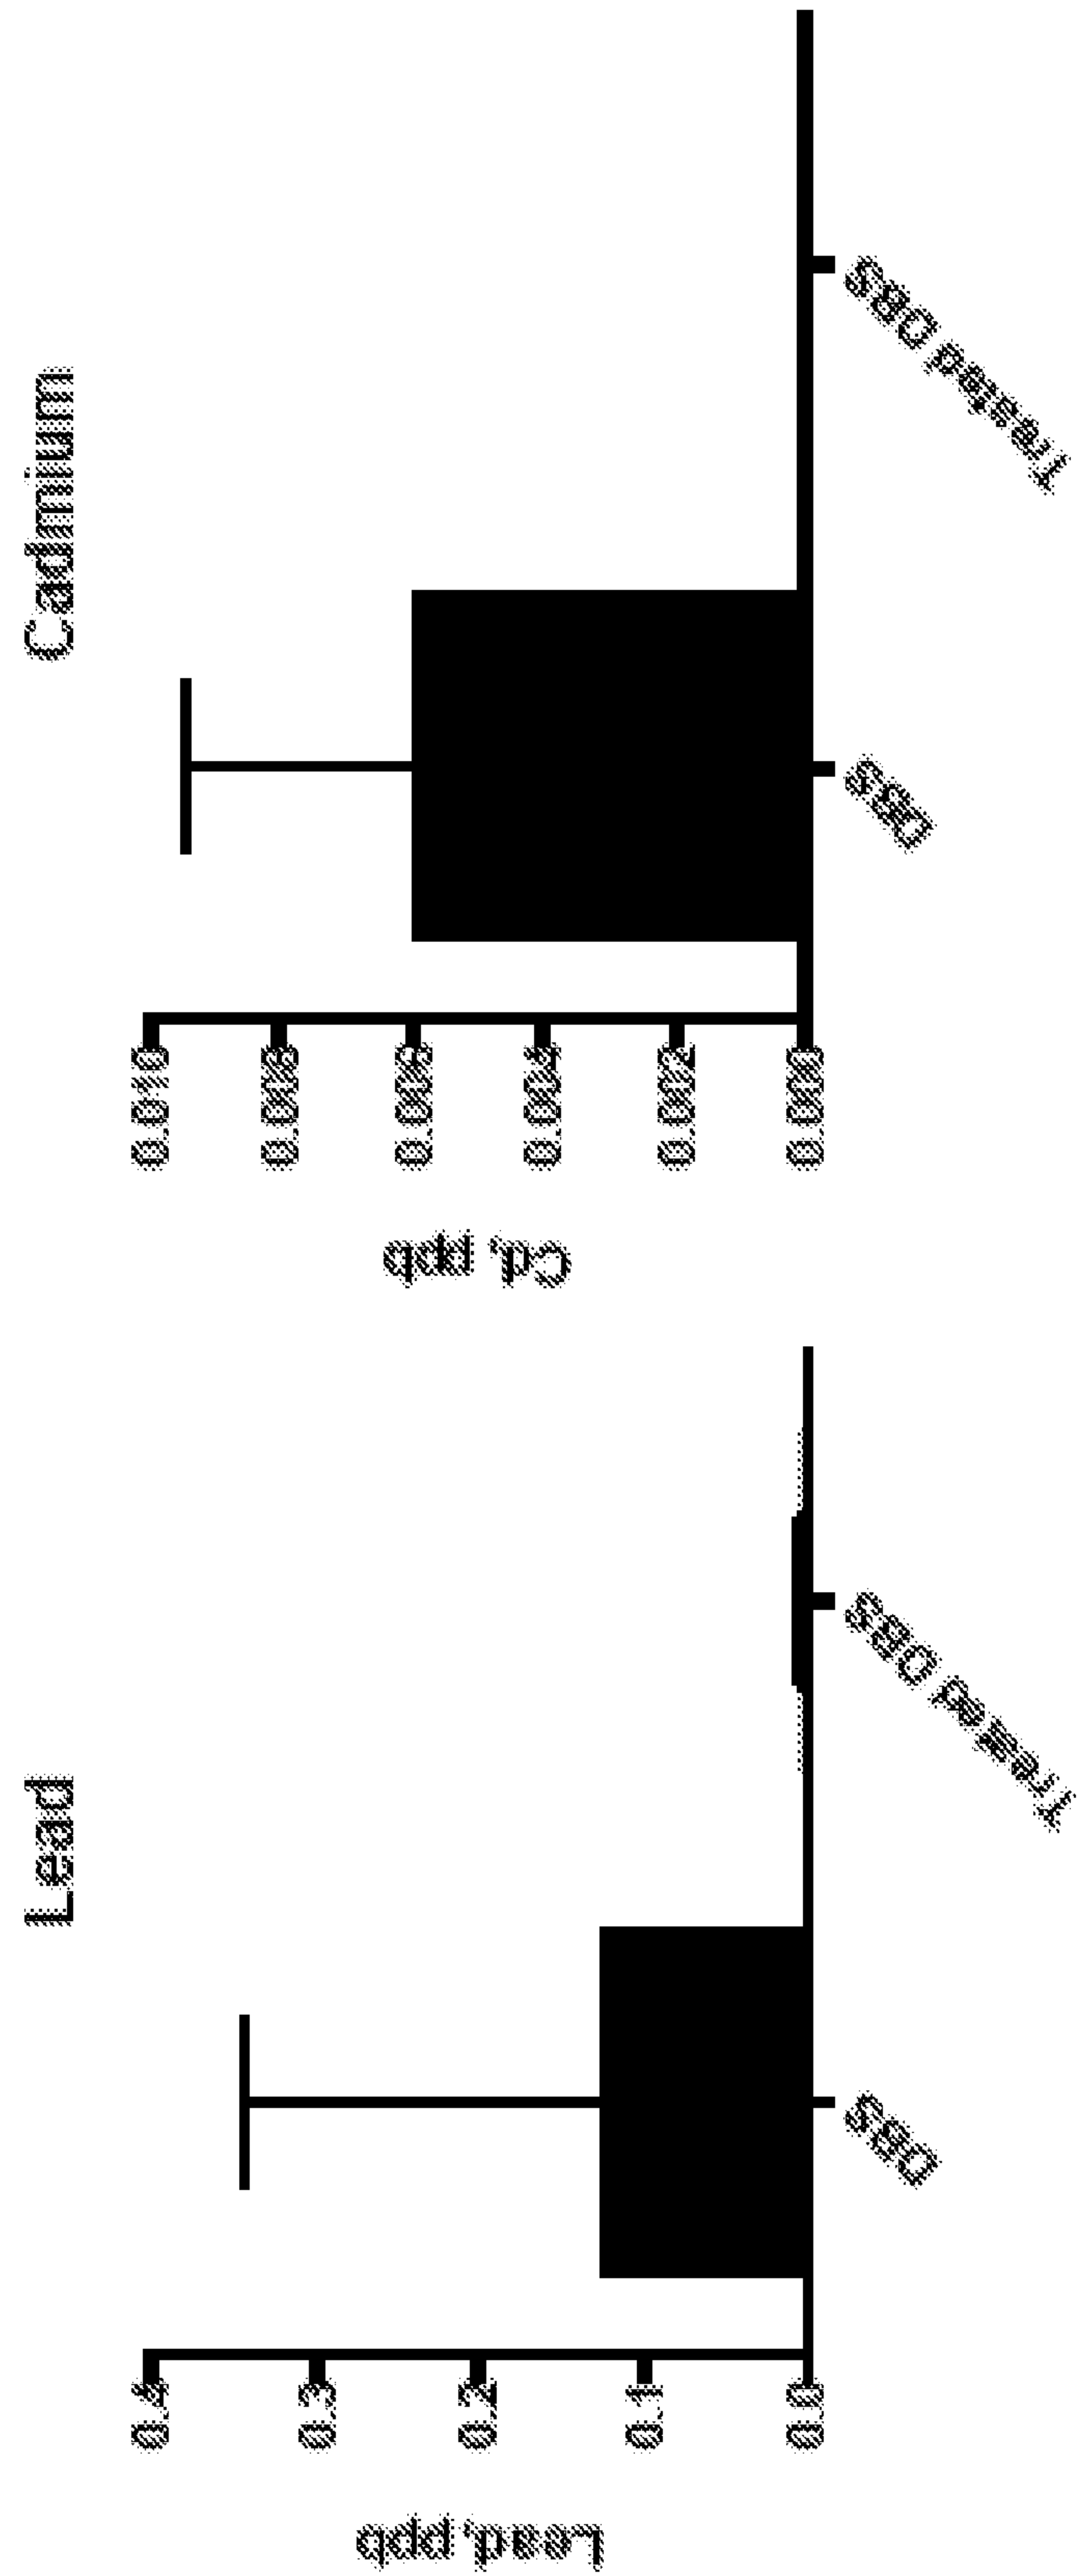 Lead
Lead, ppb
0.4
0.3
0.2
0.1
0.0
DBS
Treated DBS
Cadmium
Cd, ppb
0.010
0.008
0.006
0.004
0.002
0.000
DBS
Treated DBS